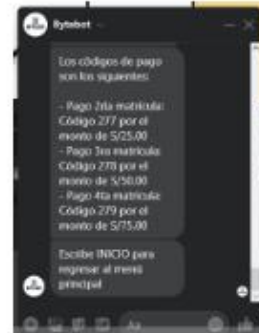 Bytebot
Los códigos de pago
son los siguientes:
- Pago 2da matrícula:
Código 277 por el
monto de S/25.00
- Pago 3ra matrícula:
Código 278 por el
monto de S/50.00
- Pago 4ta matrícula:
Código 279 por el
monto de S/75.00
Escribe INICIO para
regresar al menú
principal
Aa